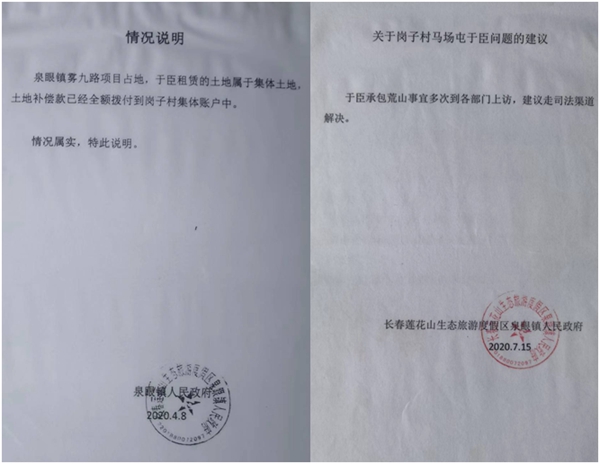 情况说明
泉眼镇雾九路项目占地，于臣租赁的土地属于集体土地，
土地补偿款已经全额拨付到岗子村集体账户中。
情况属实，特此说明。
泉眼镇人民政府
2020.4.8
关于岗子村马场屯于臣问题的建议
于臣承包荒山事宜多次到各部门上访，建议走司法渠道
解决。
长春莲花山生态旅游度假区泉眼镇人民政府
2020.7.15